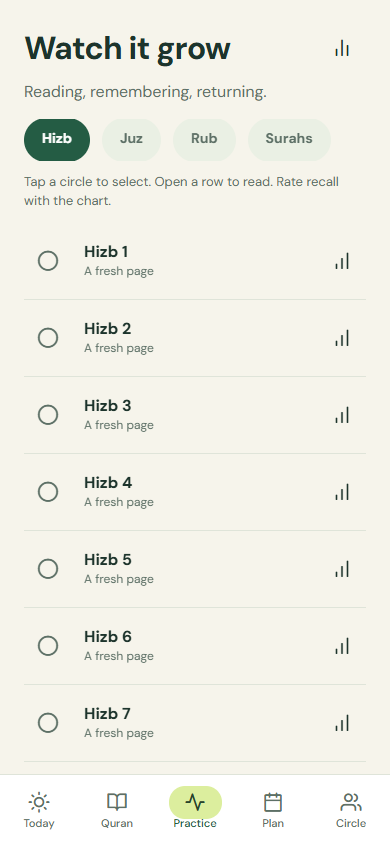 Watch it grow
Reading, remembering, returning.
Hizb
Juz
Rub
Surahs
Tap a circle to select. Open a row to read. Rate recall
with the chart.
Hizb 1
A fresh page
Hizb 2
A fresh page
Hizb 3
A fresh page
Hizb 4
A fresh page
Hizb 5
A fresh page
Hizb 6
A fresh page
Hizb 7
A fresh page
Today
Quran
Practice
Plan
Circle